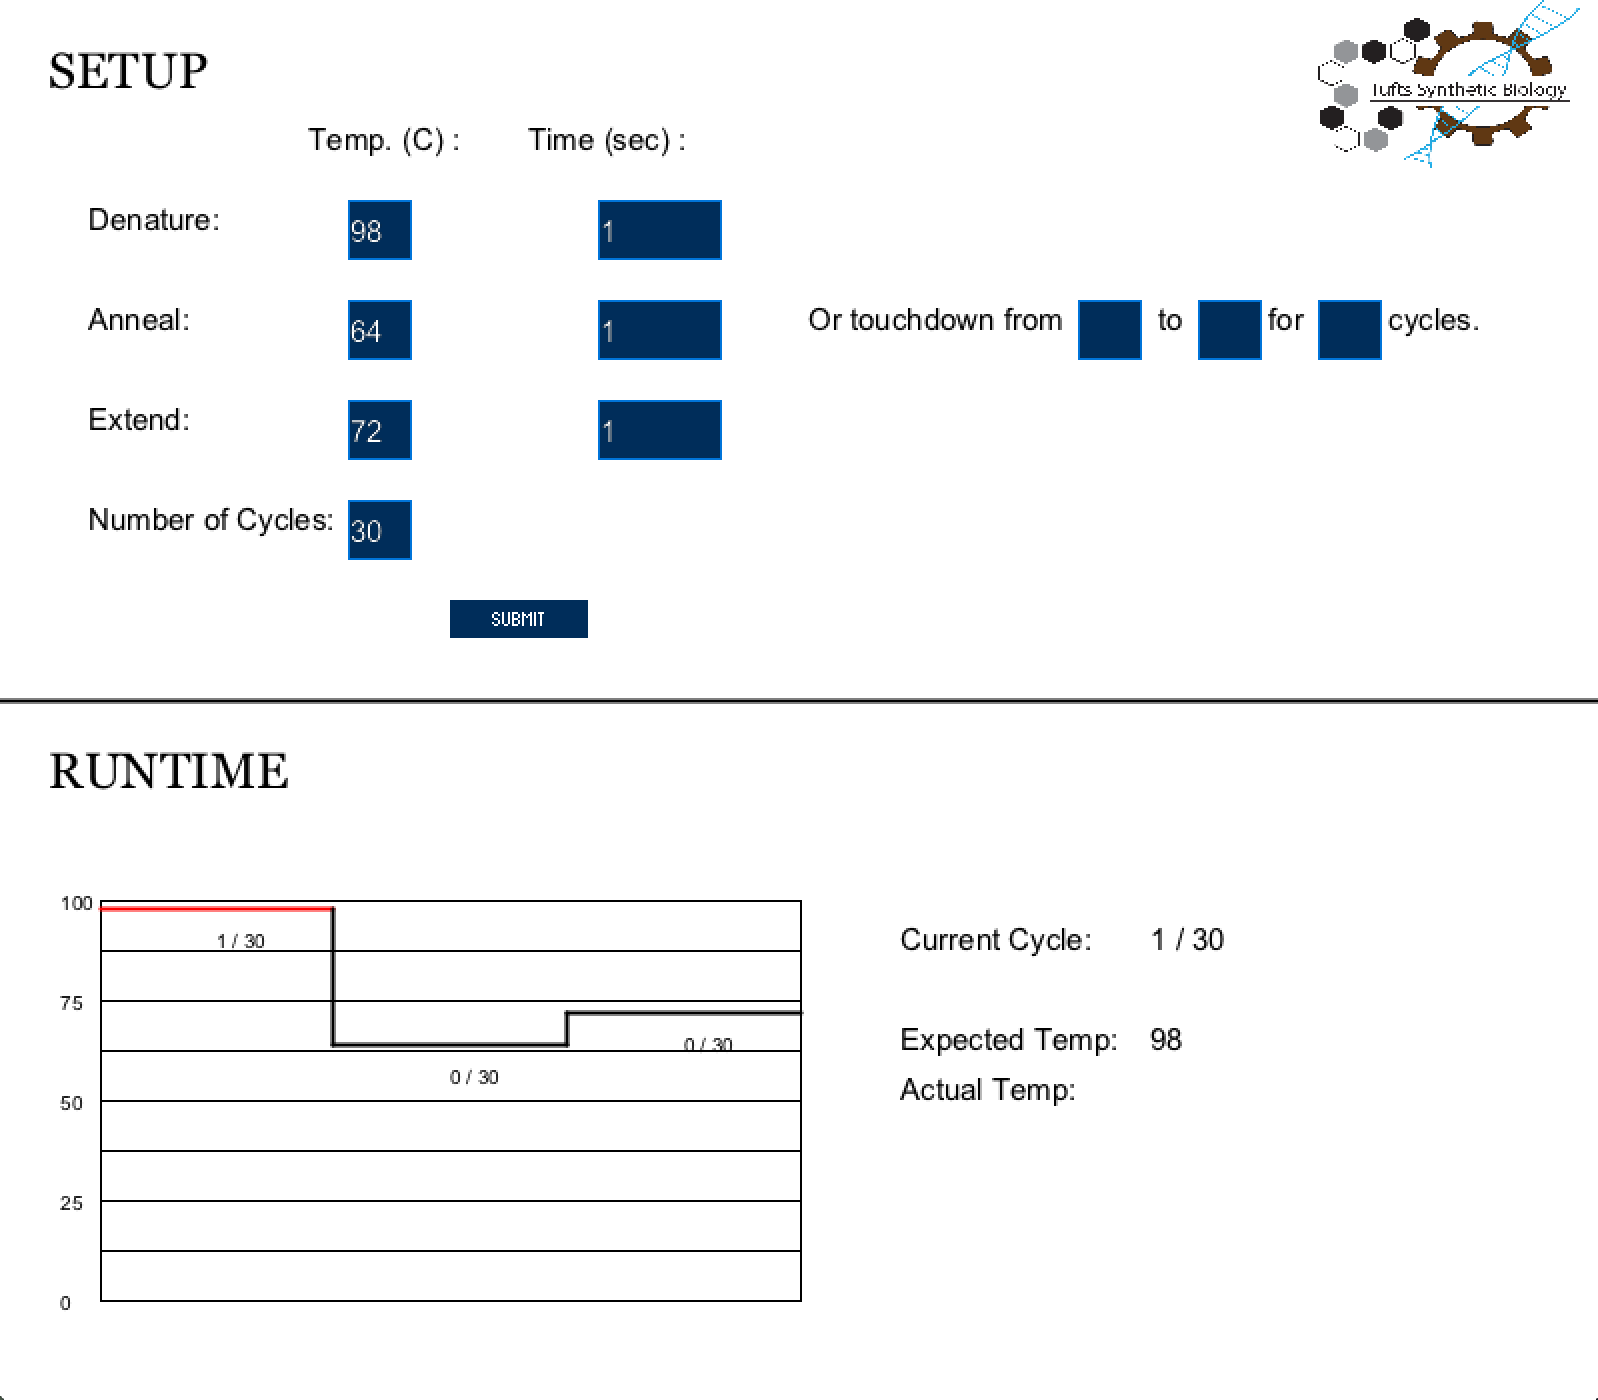 SETUP
Tufts Synthetic Biology
Temp. (C) : Time (sec) :
Denature: 98 1
Anneal: 64 1 Or touchdown from to for cycles.
Extend: 72 1
Number of Cycles: 30
SUBMIT
RUNTIME
100
1 / 30
75
0 / 30
0 / 30
50
25
0
Current Cycle: 1 / 30
Expected Temp: 98
Actual Temp: